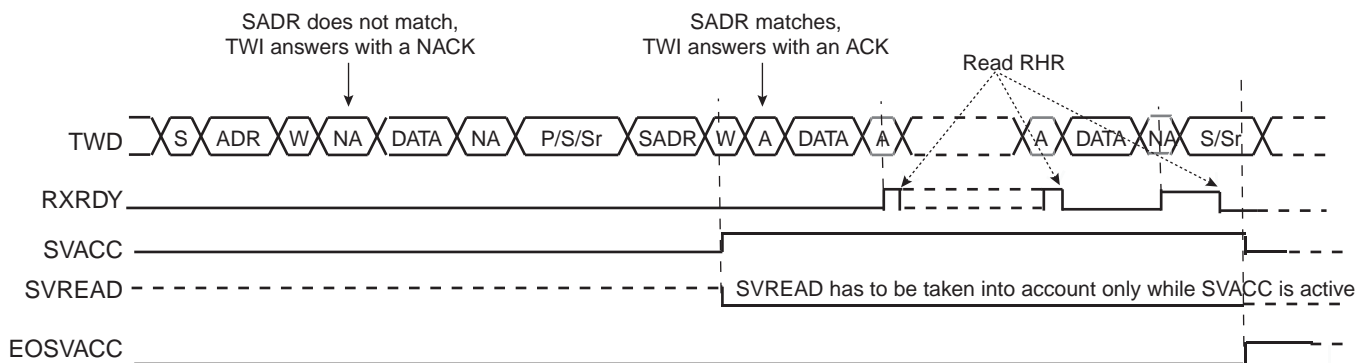 SADR does not match,
TWI answers with a NACK
SADR matches,
TWI answers with an ACK
Read RHR
TWD S ADR W NA DATA NA P/S/Sr SADR W A DATA A A DATA NA S/Sr
RXRDY
SVACC
SVREAD SVREAD has to be taken into account only while SVACC is active
EOSVACC